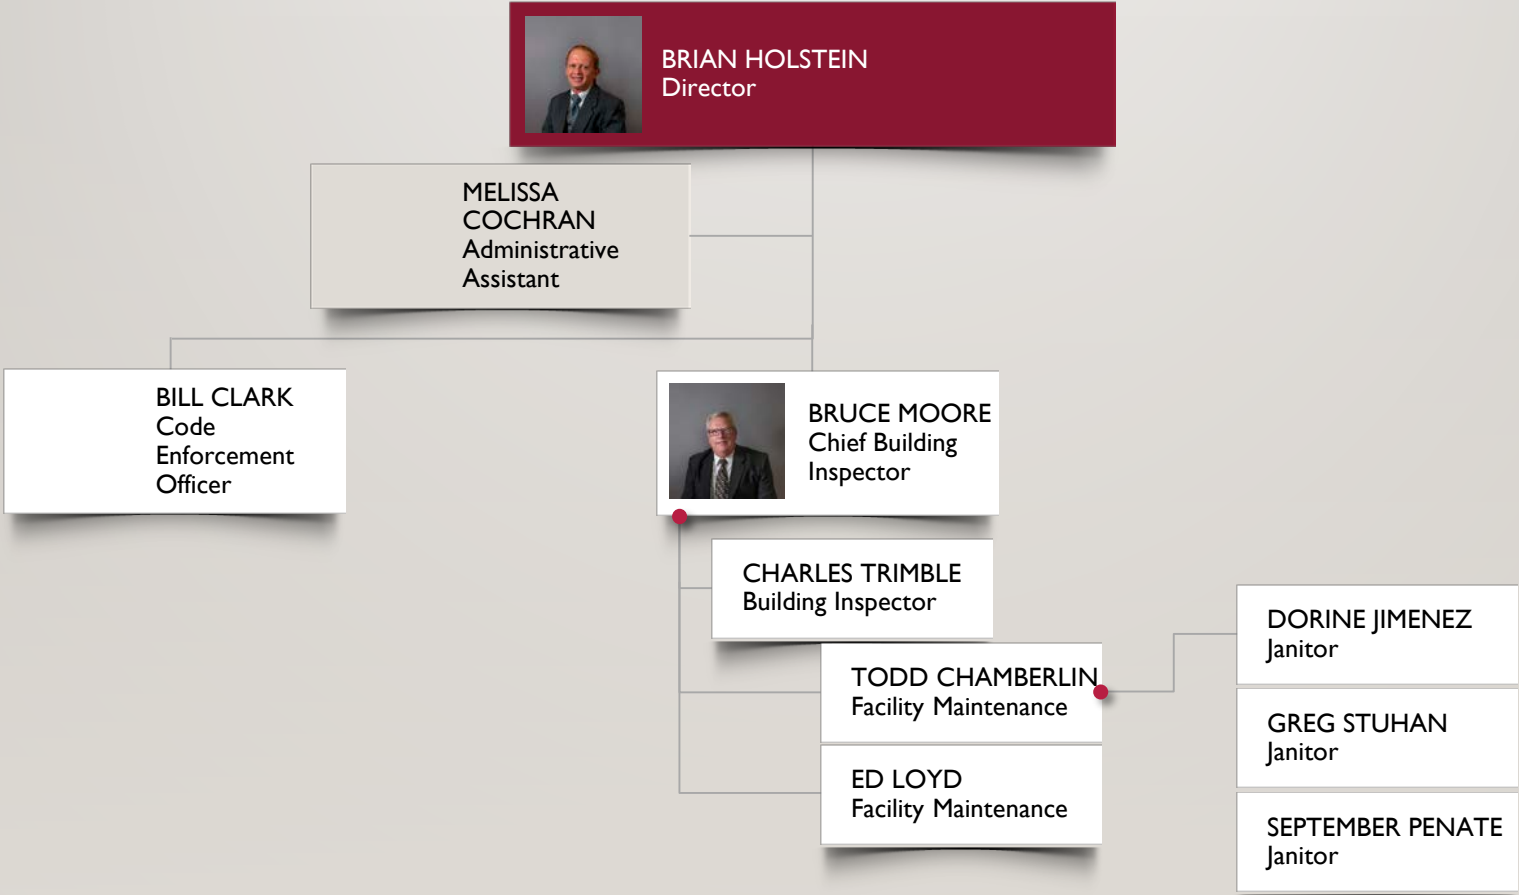 BRIAN HOLSTEIN
Director
MELISSA
COCHRAN
Administrative
Assistant
BILL CLARK
Code
Enforcement
Officer
BRUCE MOORE
Chief Building
Inspector
CHARLES TRIMBLE
Building Inspector
TODD CHAMBERLIN
Facility Maintenance
ED LOYD
Facility Maintenance
DORINE JIMENEZ
Janitor
GREG STUHAN
Janitor
SEPTEMBER PENATE
Janitor